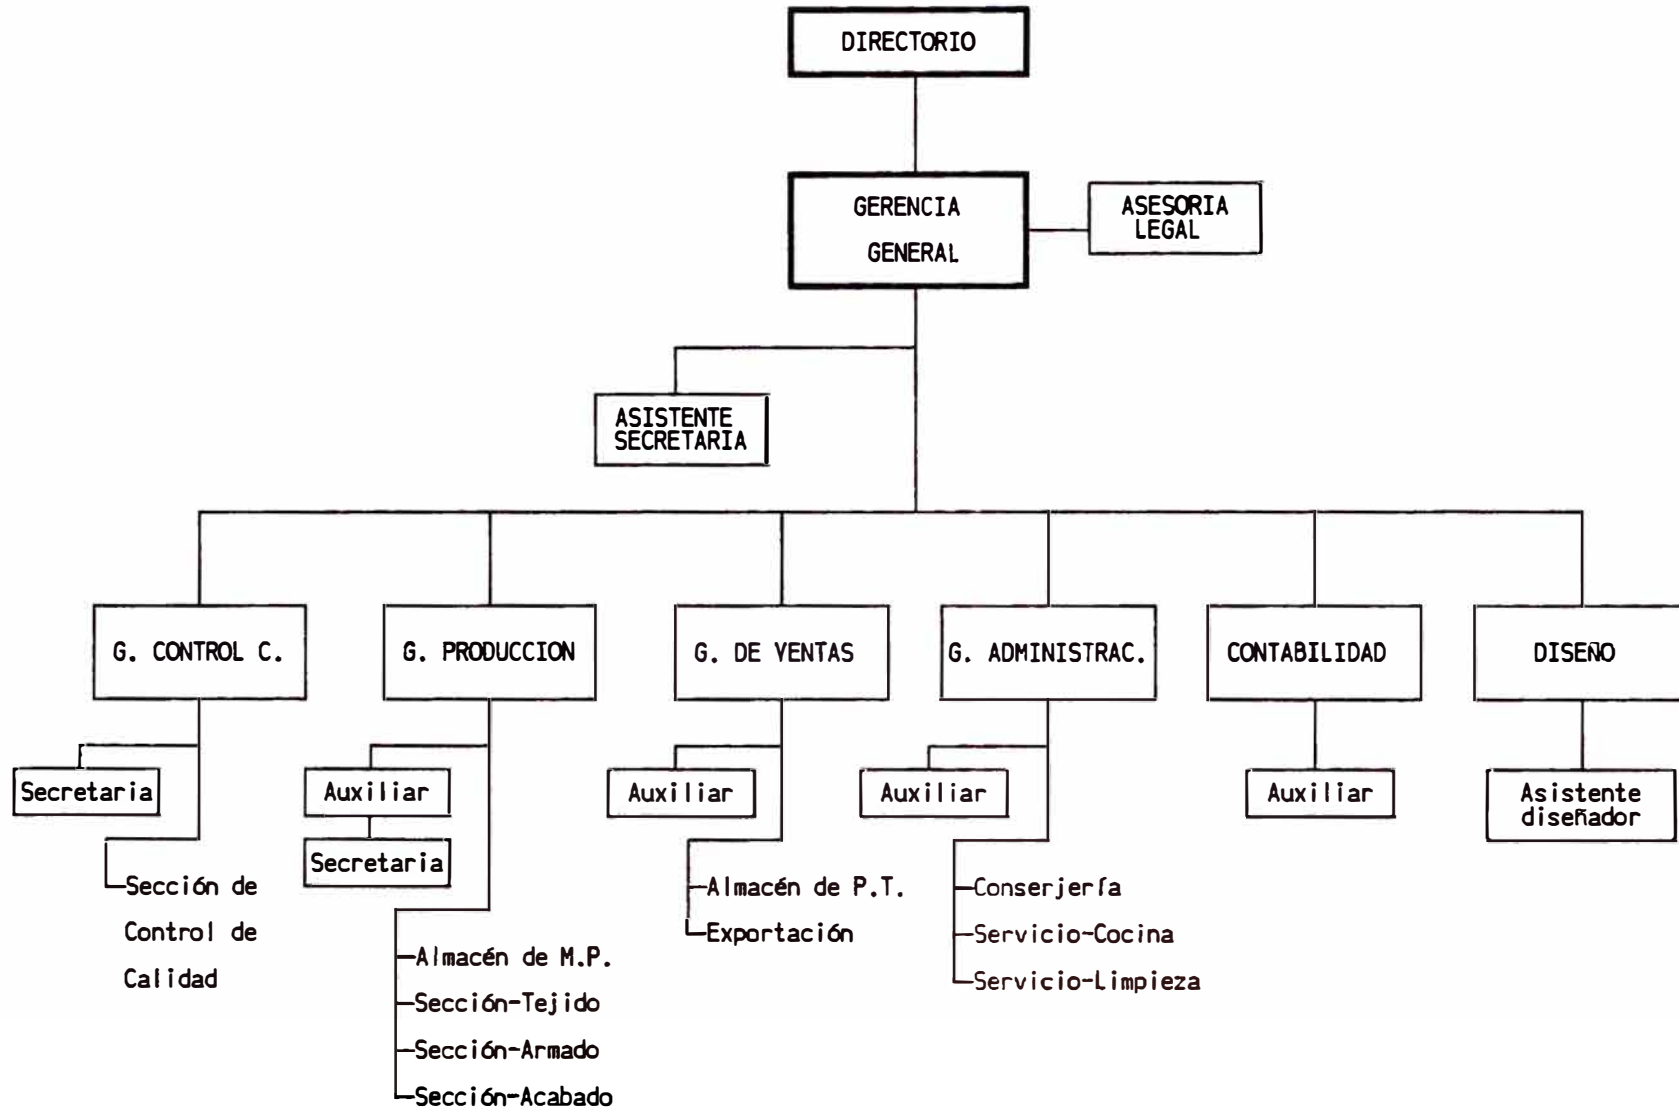 DIRECTORIO
GERENCIA
GENERAL
ASESORIA
LEGAL
ASISTENTE
SECRETARIA
G. CONTROL C.
G. PRODUCCION
G. DE VENTAS
G. ADMINISTRAC.
CONTABILIDAD
DISEÑO
Secretaria
Auxiliar
Secretaria
Auxiliar
Auxiliar
Auxiliar
Asistente
diseñador
Sección de
Control de
Calidad
Almacén de M.P.
Sección-Tejido
Sección-Armado
Sección-Acabado
Almacén de P.T.
Exportación
Conserjería
Servicio-Cocina
Servicio-Limpieza